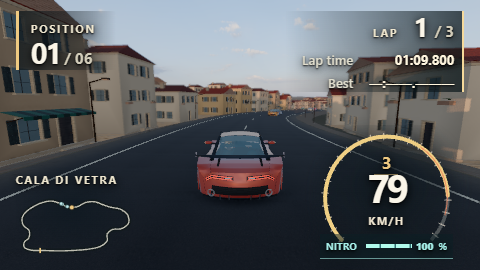 POSITION
01 / 06
LAP 1 / 3
Lap time 01:09.800
Best --:--.---
CALA DI VETRA
3
79
KM/H
NITRO 100 %